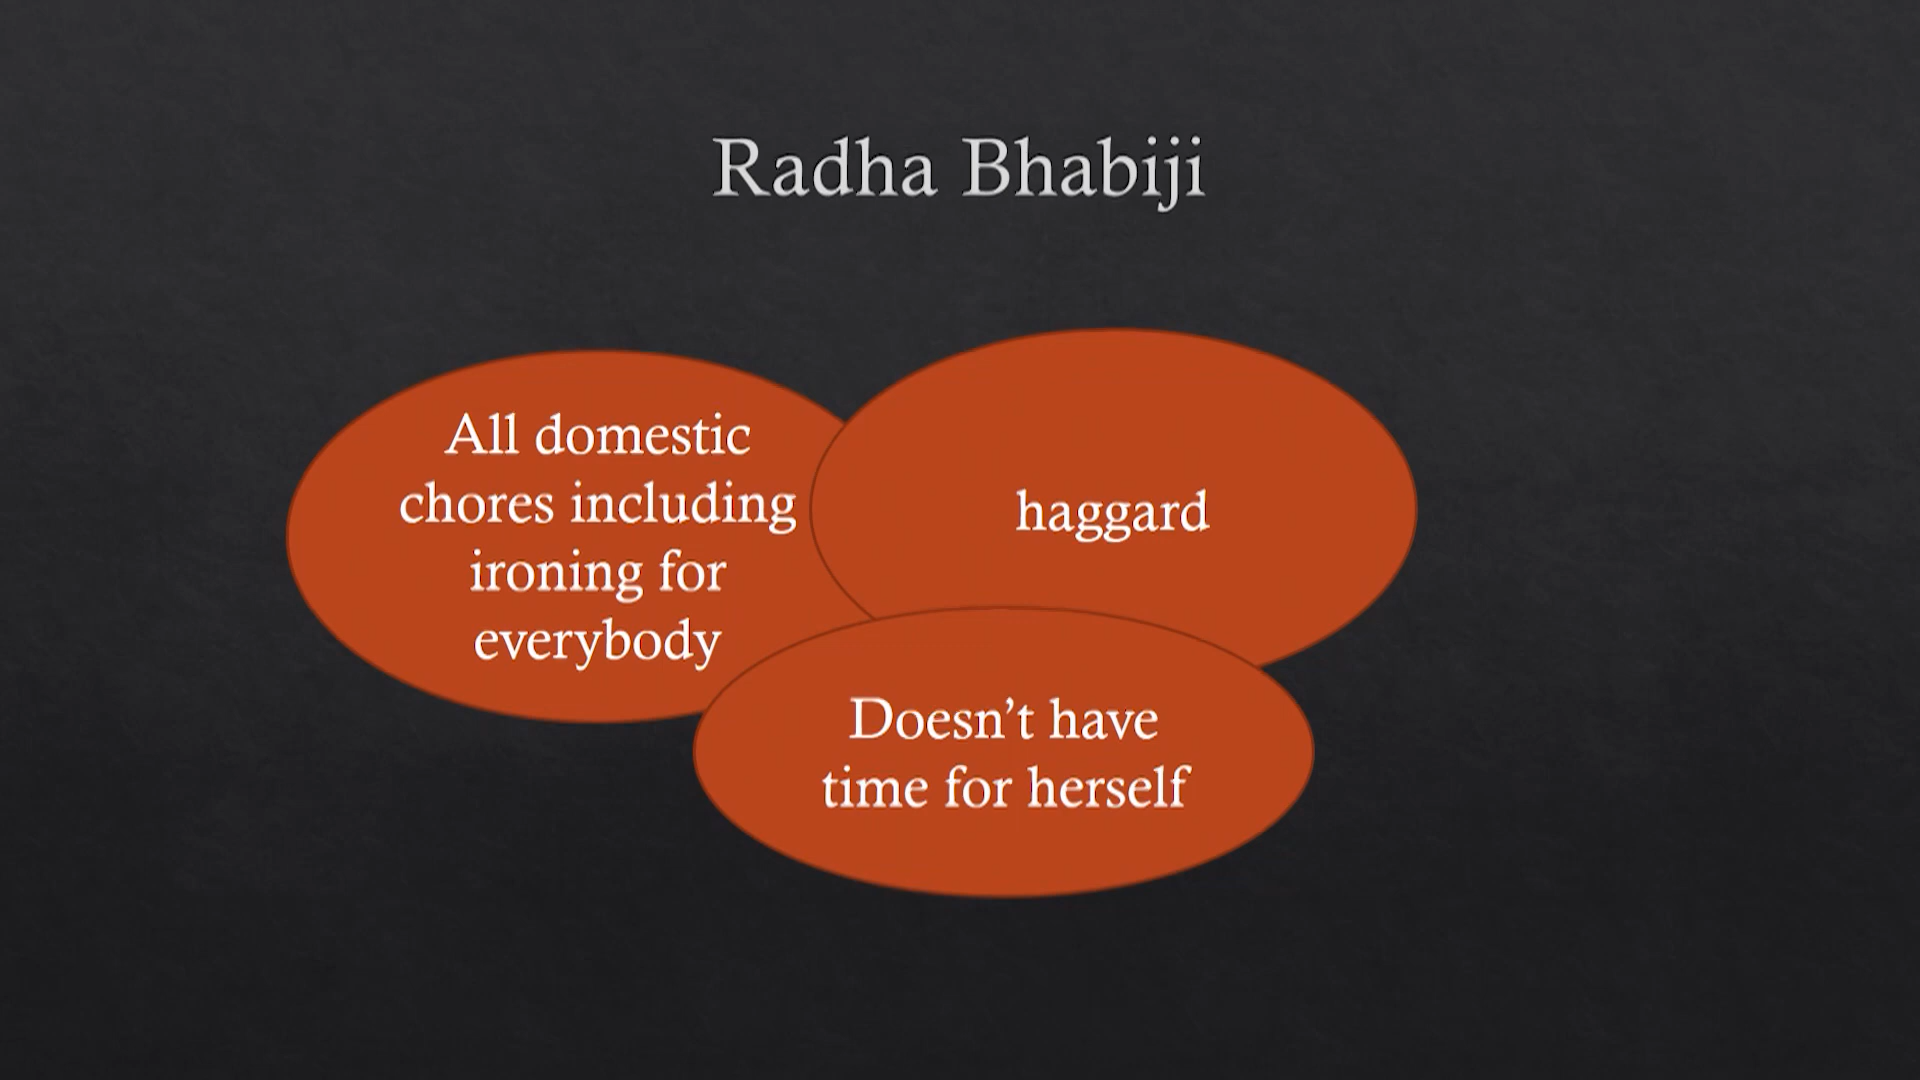 Radha Bhabiji
All domestic
chores including
ironing for
everybody
haggard
Doesn’t have
time for herself